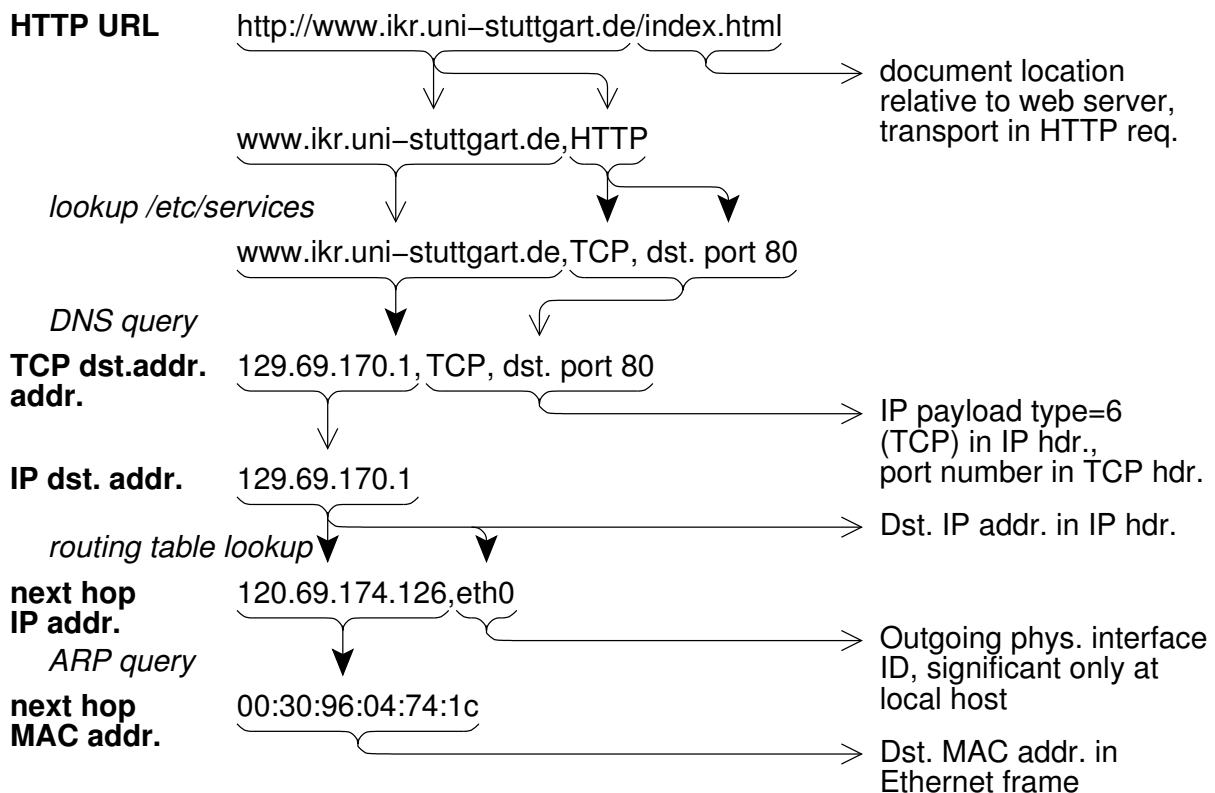 HTTP URL http://www.ikr.uni−stuttgart.de/index.html
document location
relative to web server,
transport in HTTP req.
www.ikr.uni−stuttgart.de,HTTP
lookup /etc/services
www.ikr.uni−stuttgart.de,TCP, dst. port 80
DNS query
TCP dst.addr. 129.69.170.1, TCP, dst. port 80
addr.
IP payload type=6
(TCP) in IP hdr.,
port number in TCP hdr.
IP dst. addr. 129.69.170.1
Dst. IP addr. in IP hdr.
routing table lookup
next hop 120.69.174.126,eth0
IP addr.
Outgoing phys. interface
ID, significant only at
local host
ARP query
next hop 00:30:96:04:74:1c
MAC addr.
Dst. MAC addr. in
Ethernet frame